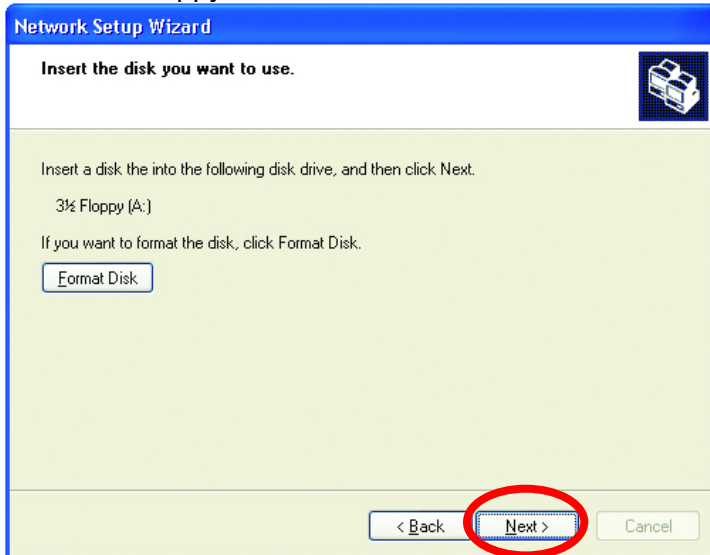 Network Setup Wizard
Insert the disk you want to use.
Insert a disk the into the following disk drive, and then click Next.
3½ Floppy (A:)
If you want to format the disk, click Format Disk.
Format Disk
< Back Next > Cancel